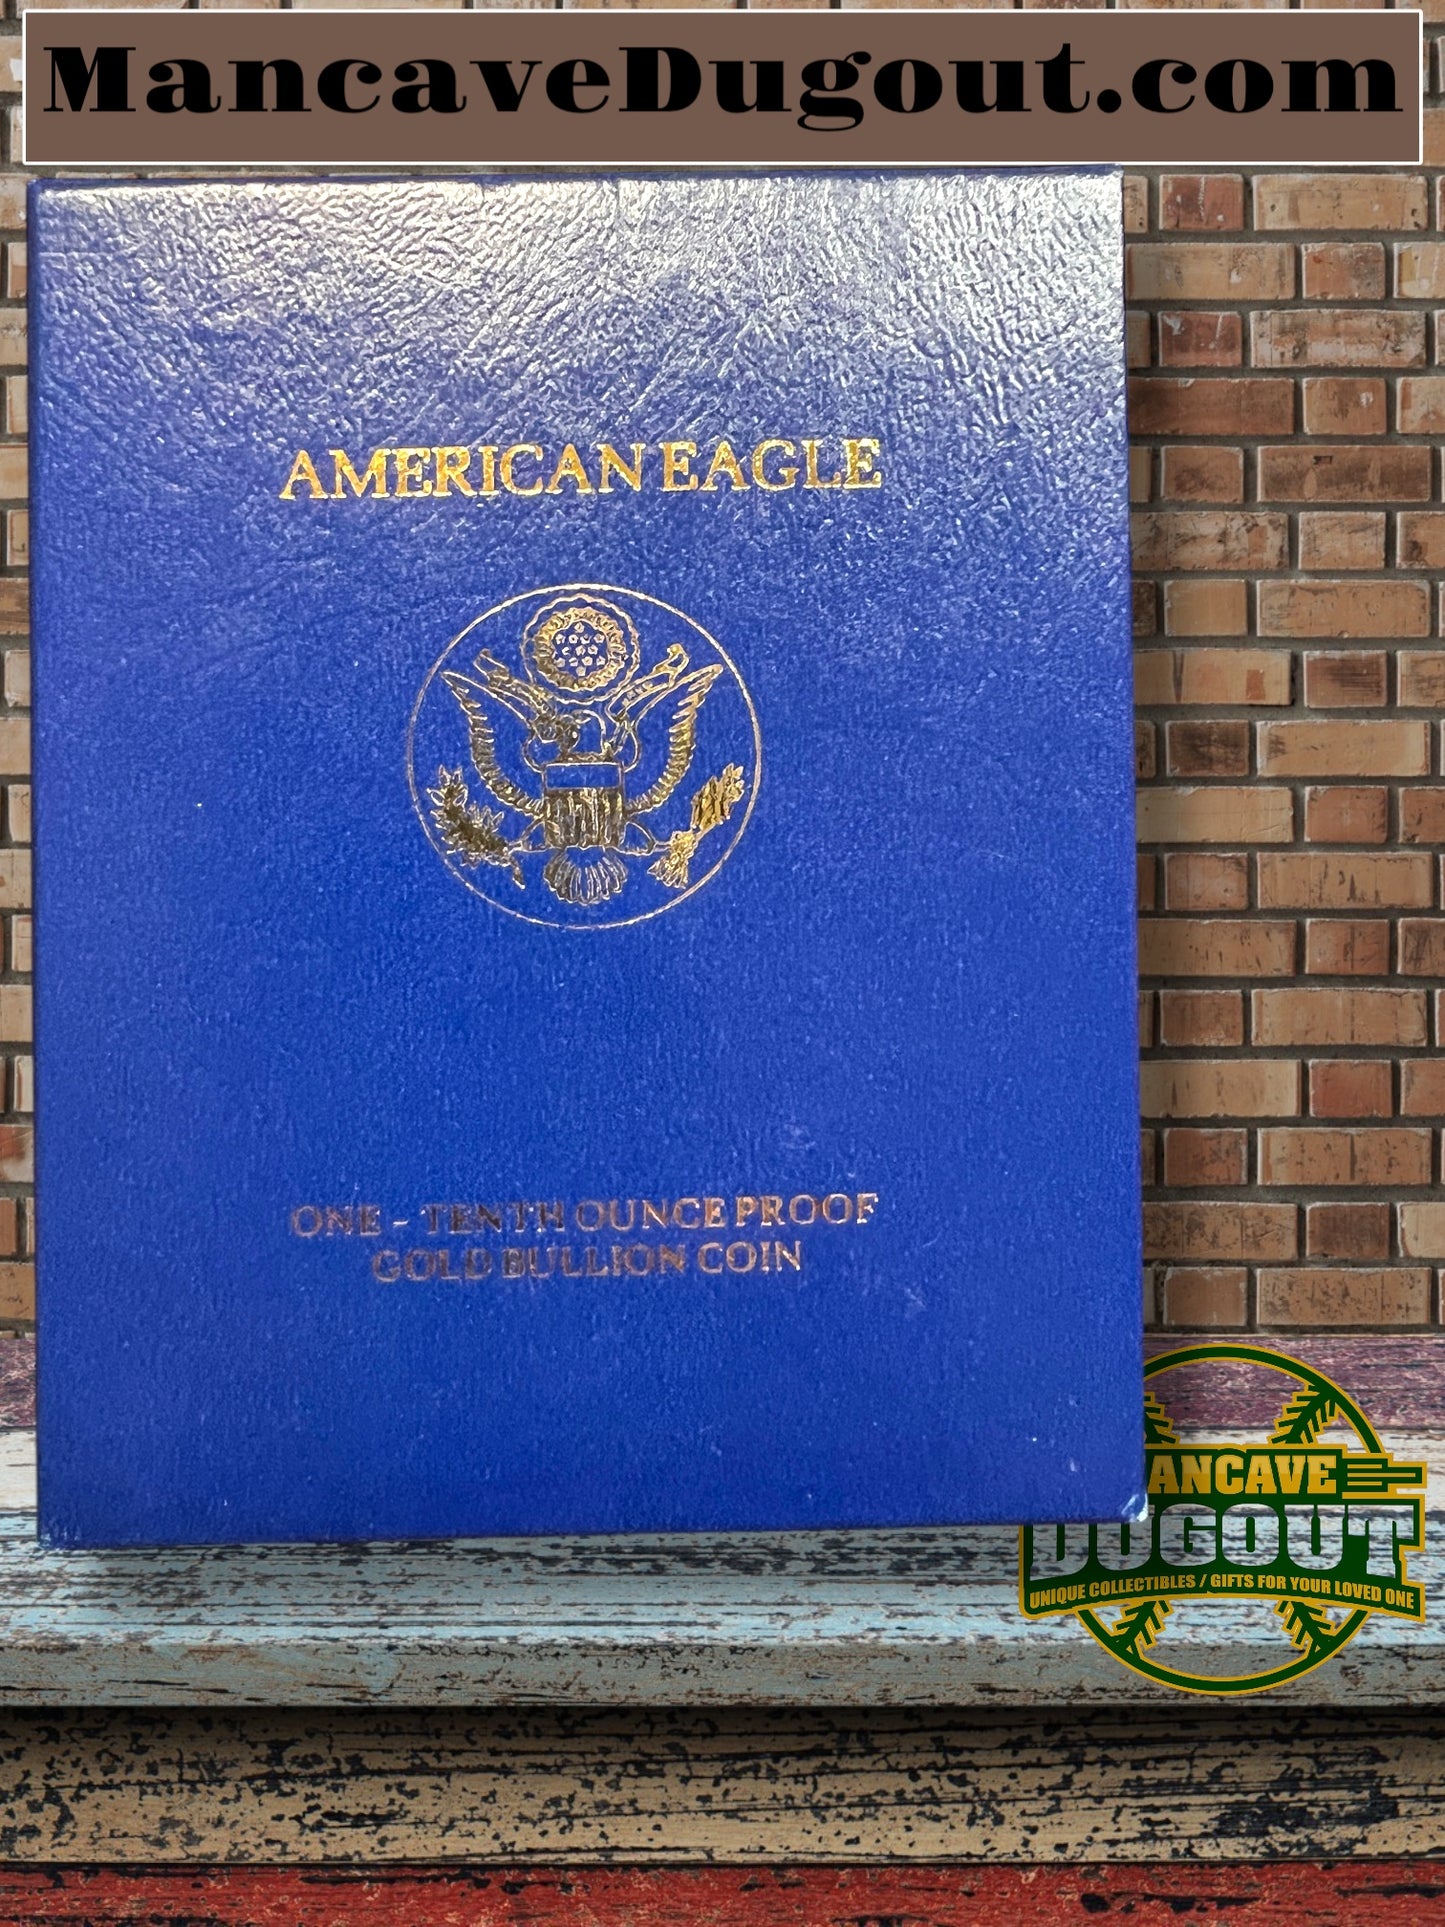 MancaveDugout.com
AMERICAN EAGLE
ONE - TENTH OUNCE PROOF
GOLD BULLION COIN
ANCAVE
DUGOUT
UNIQUE COLLECTIBLES / GIFTS FOR YOUR LOVED ONE